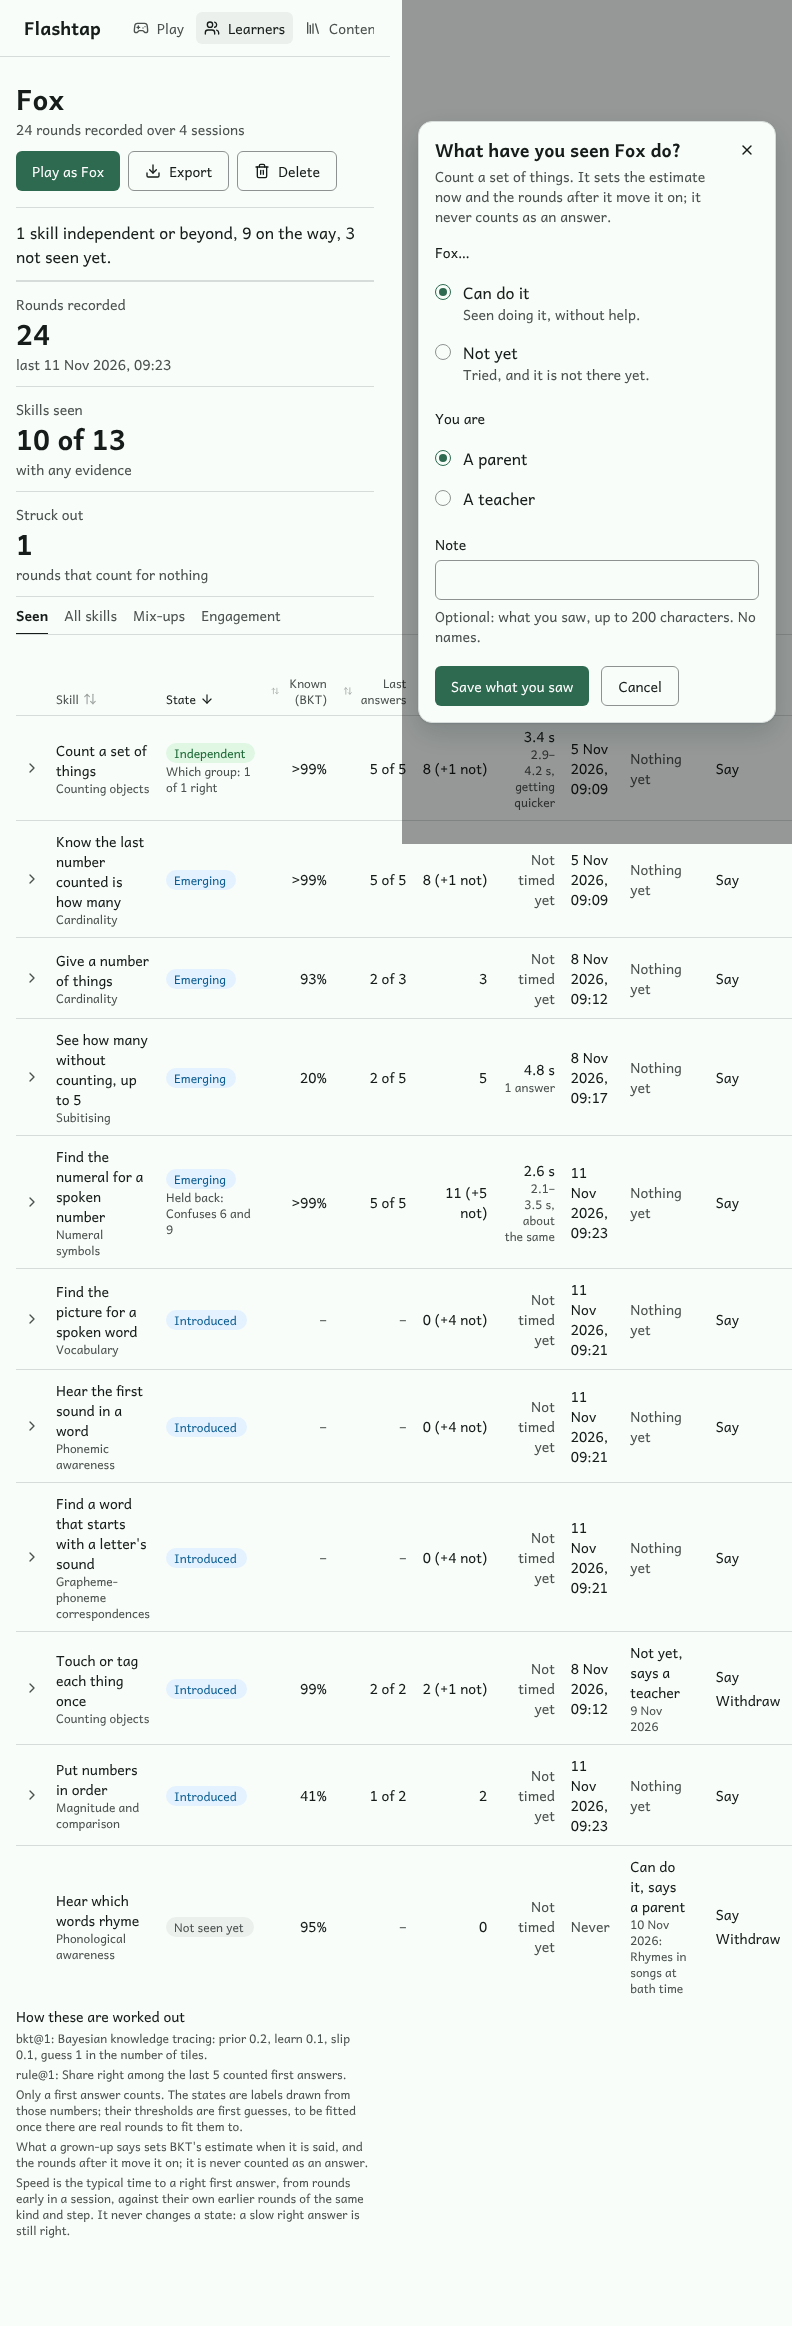 Flashtap
Play
Learners
Conten
Fox
24 rounds recorded over 4 sessions
Play as Fox
Export
Delete
1 skill independent or beyond, 9 on the way, 3
not seen yet.
Rounds recorded
24
last 11 Nov 2026, 09:23
Skills seen
10 of 13
with any evidence
Struck out
1
rounds that count for nothing
Seen
All skills
Mix-ups
Engagement
What have you seen Fox do?
Count a set of things. It sets the estimate
now and the rounds after it move it on; it
never counts as an answer.
Fox...
Can do it
Seen doing it, without help.
Not yet
Tried, and it is not there yet.
You are
A parent
A teacher
Note
Optional: what you saw, up to 200 characters. No
names.
Save what you saw
Cancel
Skill
State
Known
(BKT)
Last
answers
Count a set of
things
Counting objects
Independent
Which group: 1
of 1 right
>99%
5 of 5
8 (+1 not)
3.4 s
2.9–
4.2 s,
getting
quicker
5 Nov
2026,
09:09
Nothing
yet
Say
Know the last
number
counted is
how many
Cardinality
Emerging
>99%
5 of 5
8 (+1 not)
Not
timed
yet
5 Nov
2026,
09:09
Nothing
yet
Say
Give a number
of things
Cardinality
Emerging
93%
2 of 3
3
Not
timed
yet
8 Nov
2026,
09:12
Nothing
yet
Say
See how many
without
counting, up
to 5
Subitising
Emerging
20%
2 of 5
5
4.8 s
1 answer
8 Nov
2026,
09:17
Nothing
yet
Say
Find the
numeral for a
spoken
number
Numeral
symbols
Emerging
Held back:
Confuses 6 and
9
>99%
5 of 5
11 (+5
not)
2.6 s
2.1–
3.5 s,
about
the same
11
Nov
2026,
09:23
Nothing
yet
Say
Find the
picture for a
spoken word
Vocabulary
Introduced
–
–
0 (+4 not)
Not
timed
yet
11
Nov
2026,
09:21
Nothing
yet
Say
Hear the first
sound in a
word
Phonemic
awareness
Introduced
–
–
0 (+4 not)
Not
timed
yet
11
Nov
2026,
09:21
Nothing
yet
Say
Find a word
that starts
with a letter's
sound
Grapheme-
phoneme
correspondences
Introduced
–
–
0 (+4 not)
Not
timed
yet
11
Nov
2026,
09:21
Nothing
yet
Say
Touch or tag
each thing
once
Counting objects
Introduced
99%
2 of 2
2 (+1 not)
Not
timed
yet
8 Nov
2026,
09:12
Not yet,
says a
teacher
9 Nov
2026
Say
Withdraw
Put numbers
in order
Magnitude and
comparison
Introduced
41%
1 of 2
2
Not
timed
yet
11
Nov
2026,
09:23
Nothing
yet
Say
Hear which
words rhyme
Phonological
awareness
Not seen yet
95%
–
0
Not
timed
yet
Never
Can do
it, says
a parent
10 Nov
2026:
Rhymes in
songs at
bath time
Say
Withdraw
How these are worked out
bkt@1: Bayesian knowledge tracing: prior 0.2, learn 0.1, slip
0.1, guess 1 in the number of tiles.
rule@1: Share right among the last 5 counted first answers.
Only a first answer counts. The states are labels drawn from
those numbers; their thresholds are first guesses, to be fitted
once there are real rounds to fit them to.
What a grown-up says sets BKT's estimate when it is said, and
the rounds after it move it on; it is never counted as an answer.
Speed is the typical time to a right first answer, from rounds
early in a session, against their own earlier rounds of the same
kind and step. It never changes a state: a slow right answer is
still right.